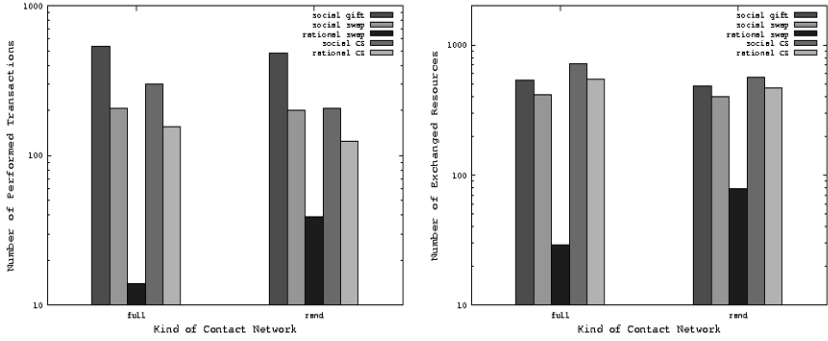 1000
100
10
Number of Performed Transactions
social gift
social swap
rational swap
social CS
rational CS
full
rand
Kind of Contact Network
1000
100
10
Number of Exchanged Resources
social gift
social swap
rational swap
social CS
rational CS
full
rand
Kind of Contact Network